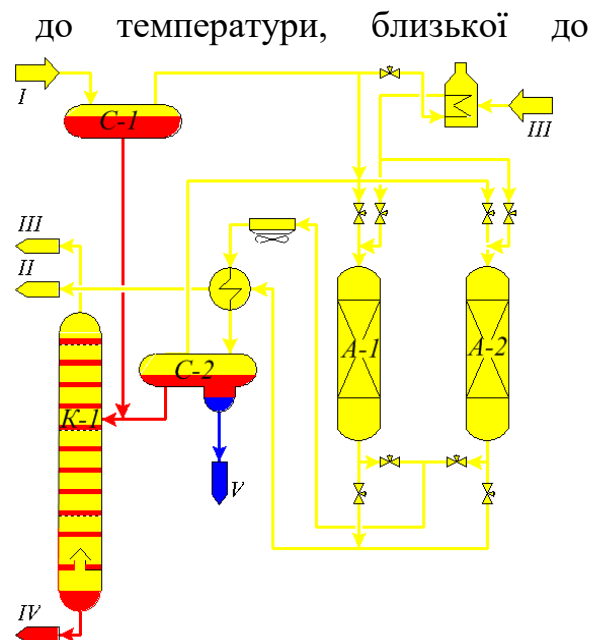 до температури, близької до
I
C-1
III
III
II
A-1
A-2
C-2
К-1
V
IV